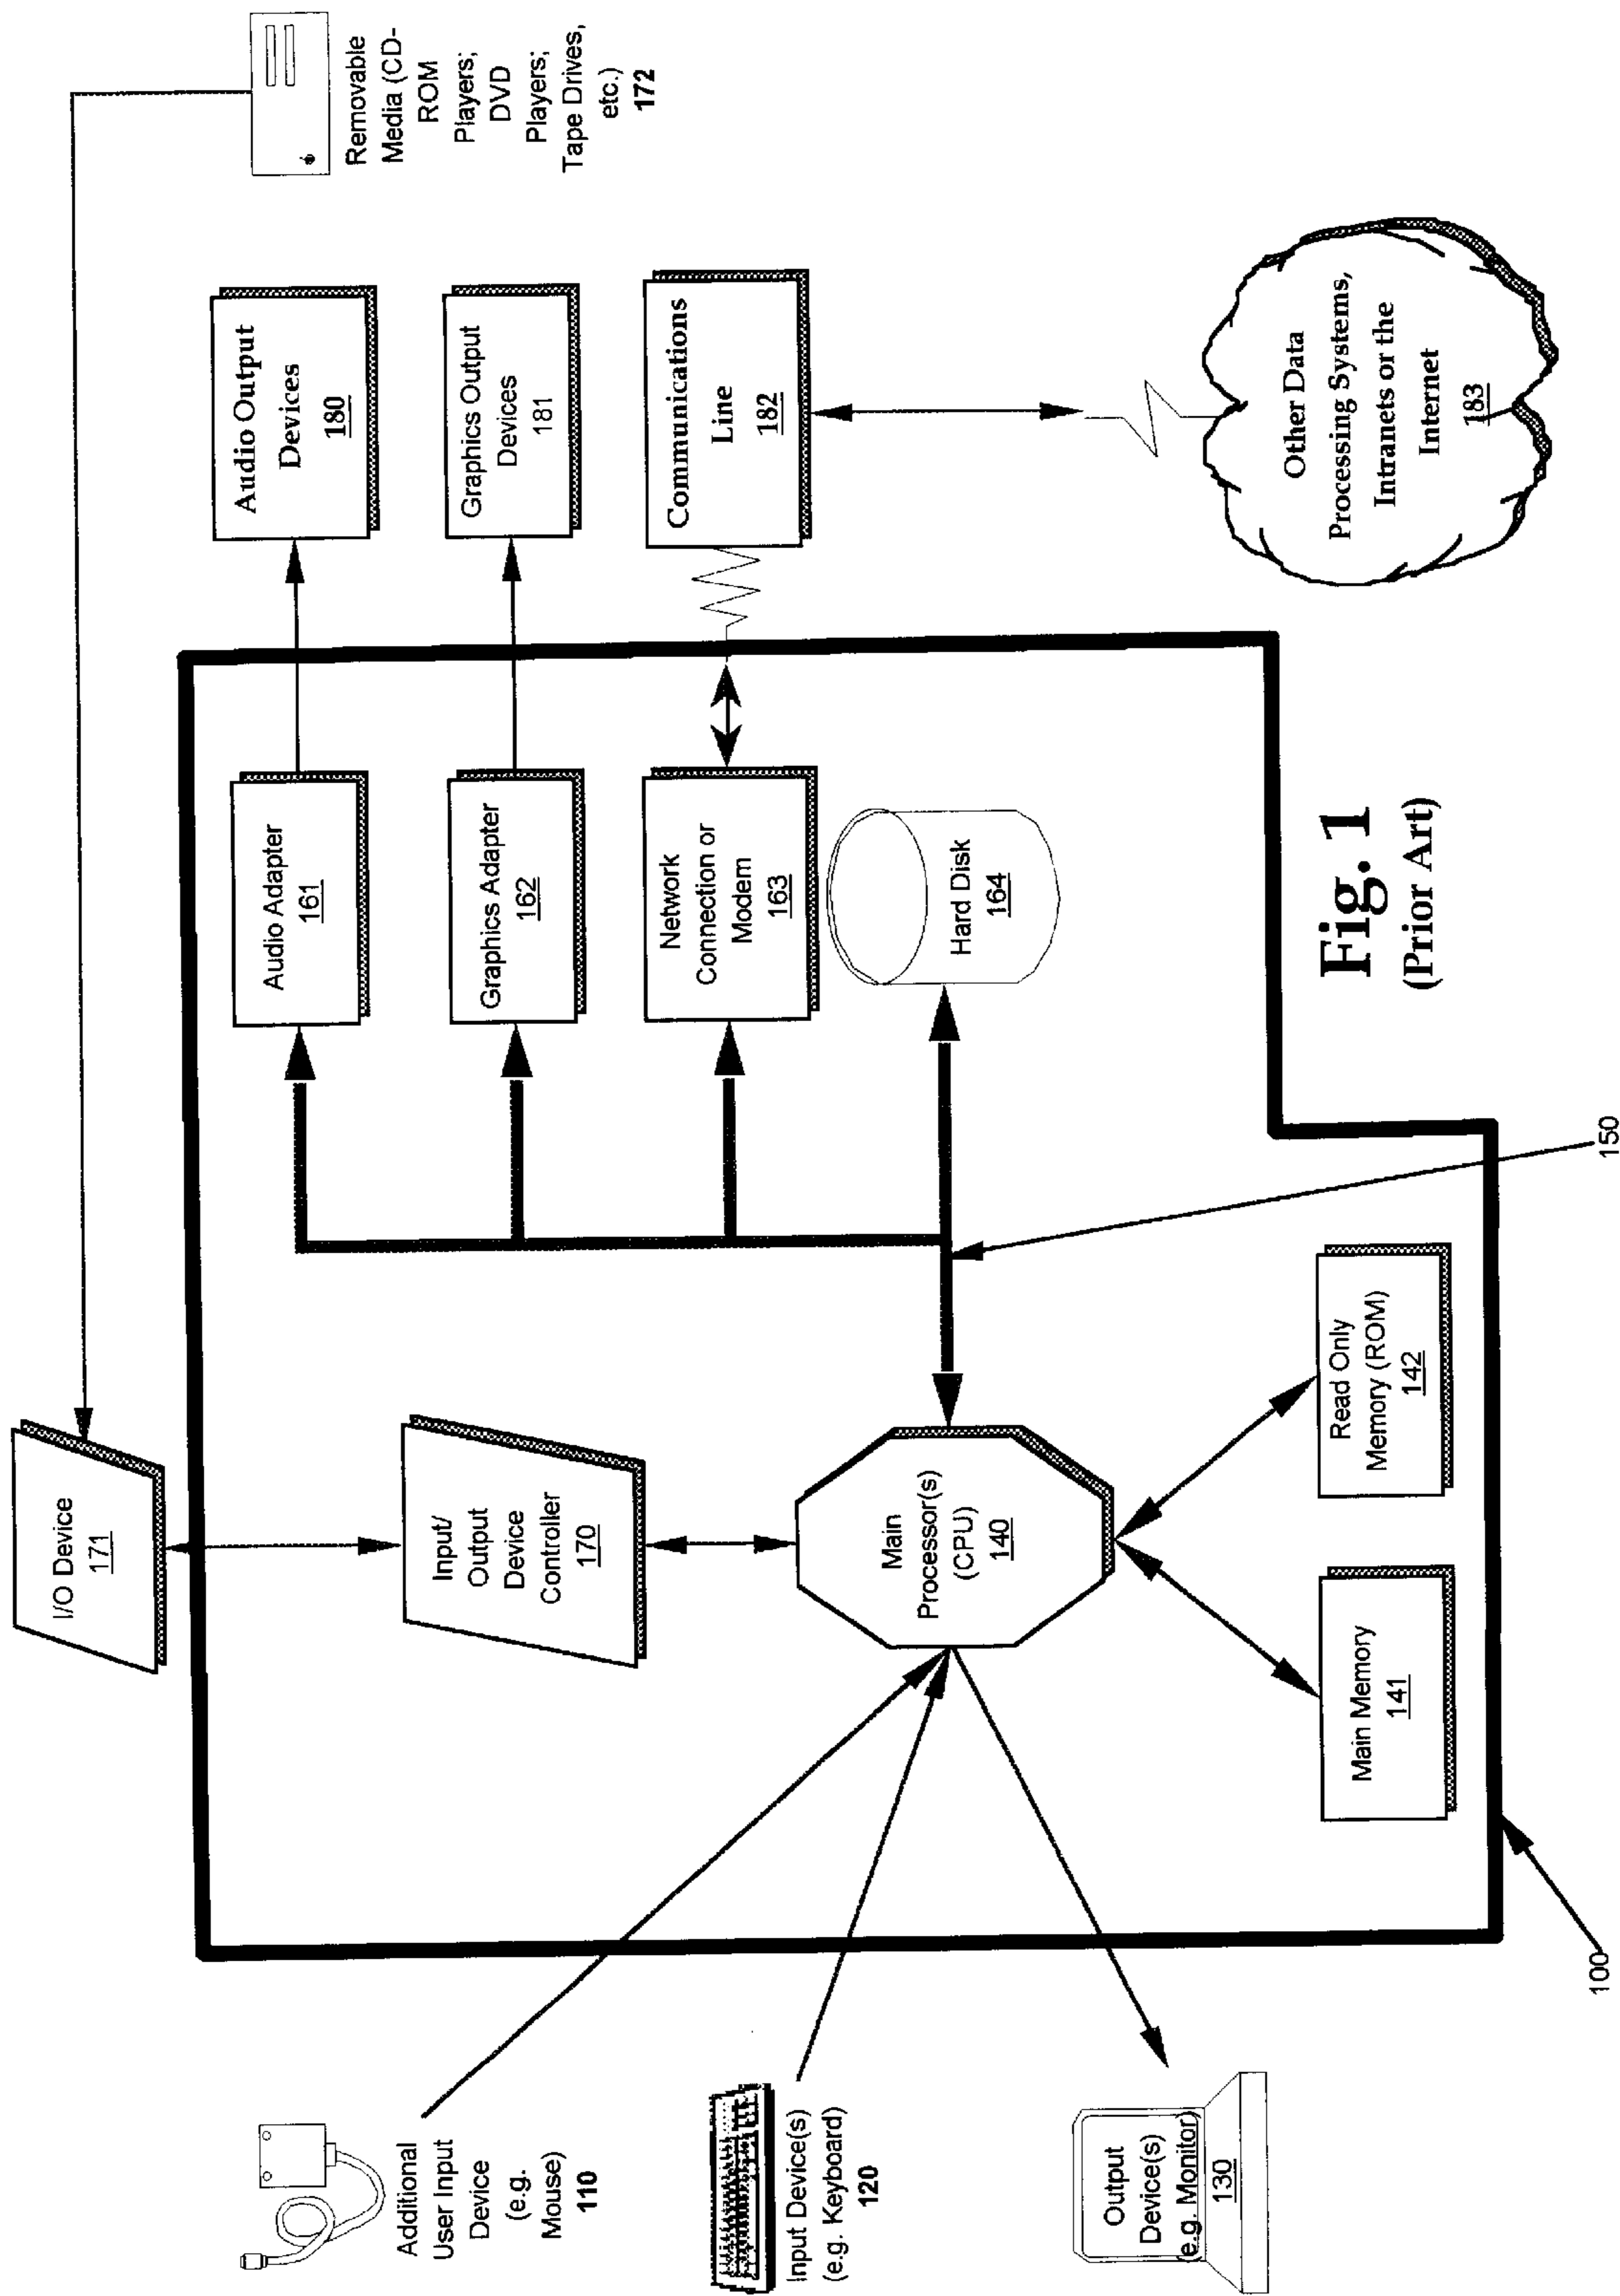 I/O Device
171
Removable
Media (CD-
ROM
Players;
DVD
Players;
Tape Drives,
etc.)
172
Additional
User Input
Device
(e.g.
Mouse)
110
Input/
Output
Device
Controller
170
Audio Adapter
161
Audio Output
Devices
180
Graphics Adapter
162
Graphics Output
Devices
181
Input Device(s)
(e.g. Keyboard)
120
Network
Connection or
Modem
163
Communications
Line
182
Main
Processor(s)
(CPU)
140
Hard Disk
164
Output
Device(s)
(e.g. Monitor)
130
Main Memory
141
Read Only
Memory (ROM)
142
Other Data
Processing Systems,
Intranets or the
Internet
183
100
150
Fig. 1
(Prior Art)